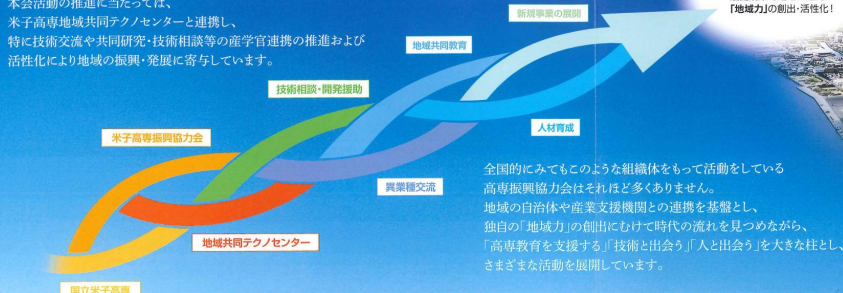 本会活動の推進に当たっては、
米子高専地域共同テクノセンターと連携し、
特に技術交流や共同研究・技術相談等の産学官連携の推進および
活性化により地域の振興・発展に寄与しています。
新規事業の展開
「地域力」の創出・活性化!
地域共同教育
技術相談・開発援助
米子高専振興協力会
人材育成
異業種交流
地域共同テクノセンター
国立米子高専
全国的にみてもこのような組織体をもって活動をしている
高専振興協力会はそれほど多くありません。
地域の自治体や産業支援機関との連携を基盤とし、
独自の「地域力」の創出にむけて時代の流れを見つめながら、
「高専教育を支援する」「技術と出会う」「人と出会う」を大きな柱とし、
さまざまな活動を展開しています。